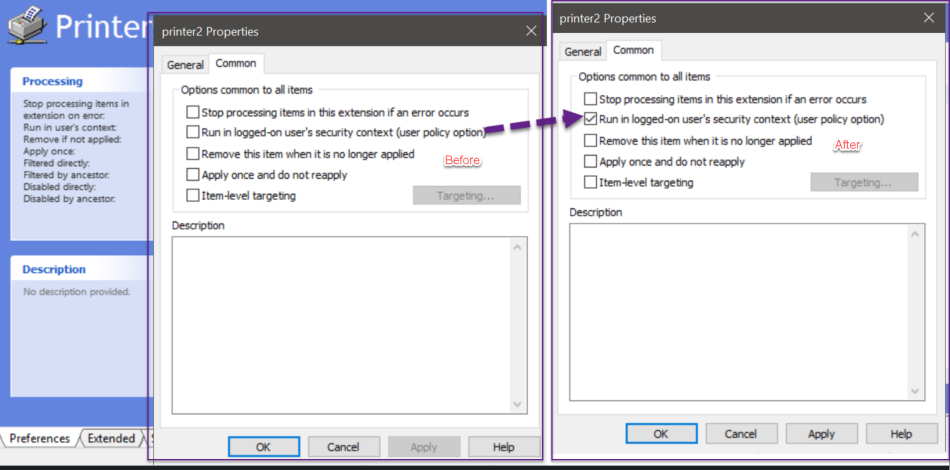 Printer
Processing
Stop processing items in
extension on error:
Run in user's context:
Remove if not applied:
Apply once:
Filtered directly:
Filtered by ancestor:
Disabled directly:
Disabled by ancestor:
Description
No description provided.
Preferences
Extended
printer2 Properties
General
Common
Options common to all items
Stop processing items in this extension if an error occurs
Run in logged-on user's security context (user policy option)
Remove this item when it is no longer applied
Apply once and do not reapply
Item-level targeting
Targeting...
Before
Description
OK
Cancel
Apply
Help
printer2 Properties
General
Common
Options common to all items
Stop processing items in this extension if an error occurs
Run in logged-on user's security context (user policy option)
Remove this item when it is no longer applied
After
Apply once and do not reapply
Item-level targeting
Targeting...
Description
OK
Cancel
Apply
Help